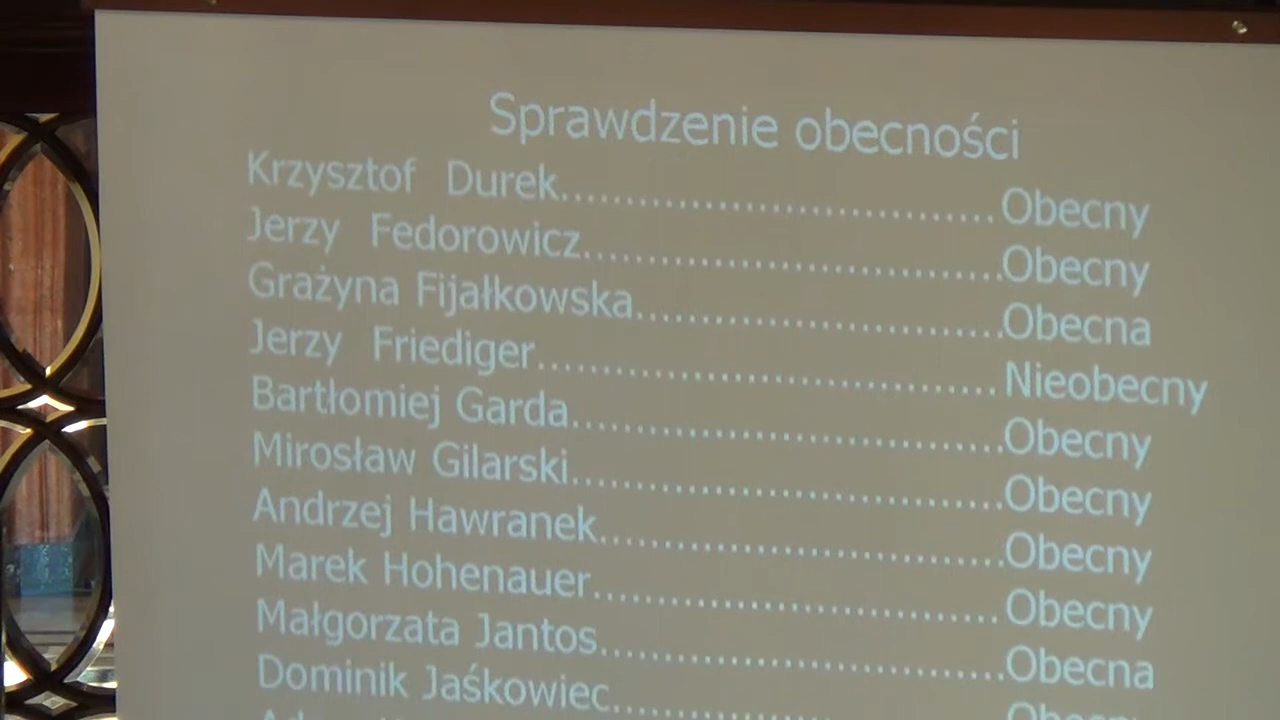 Sprawdzenie obecności
Krzysztof Durek.................................Obecny
Jerzy Fedorowicz................................Obecny
Grażyna Fijałkowska............................Obecna
Jerzy Friediger...................................Nieobecny
Bartłomiej Garda................................Obecny
Mirosław Gilarski................................Obecny
Andrzej Hawranek..............................Obecny
Marek Hohenauer..............................Obecny
Małgorzata Jantos..............................Obecna
Dominik Jaśkowiec..............................